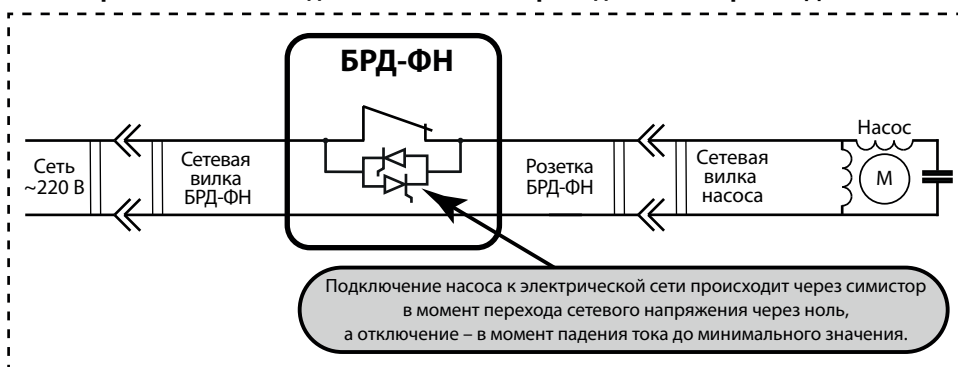 БРД-ФН
Сеть
~220 В
Сетевая
вилка
БРД-ФН
Розетка
БРД-ФН
Сетевая
вилка
насоса
Насос
М
Подключение насоса к электрической сети происходит через симистор
в момент перехода сетевого напряжения через ноль,
а отключение – в момент падения тока до минимального значения.